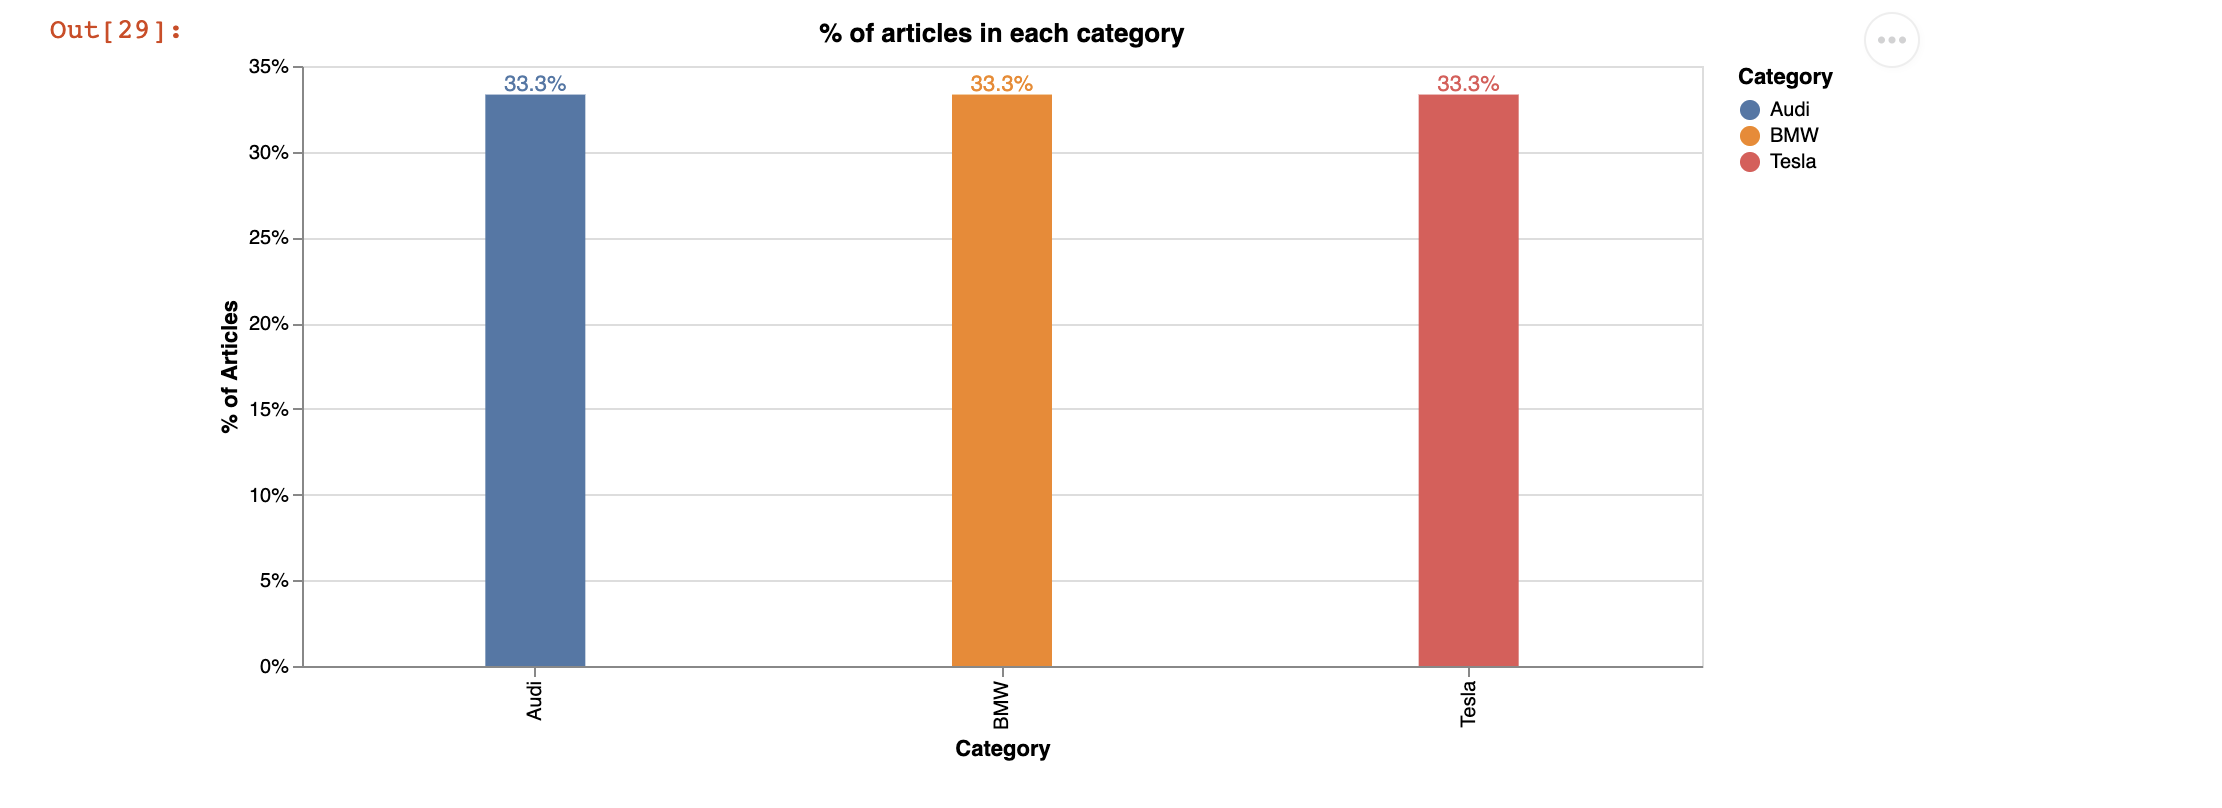 Out[29]:
% of articles in each category
35%
30%
25%
20%
15%
10%
5%
0%
% of Articles
33.3%
33.3%
33.3%
Audi
BMW
Tesla
Category
Category
Audi
BMW
Tesla